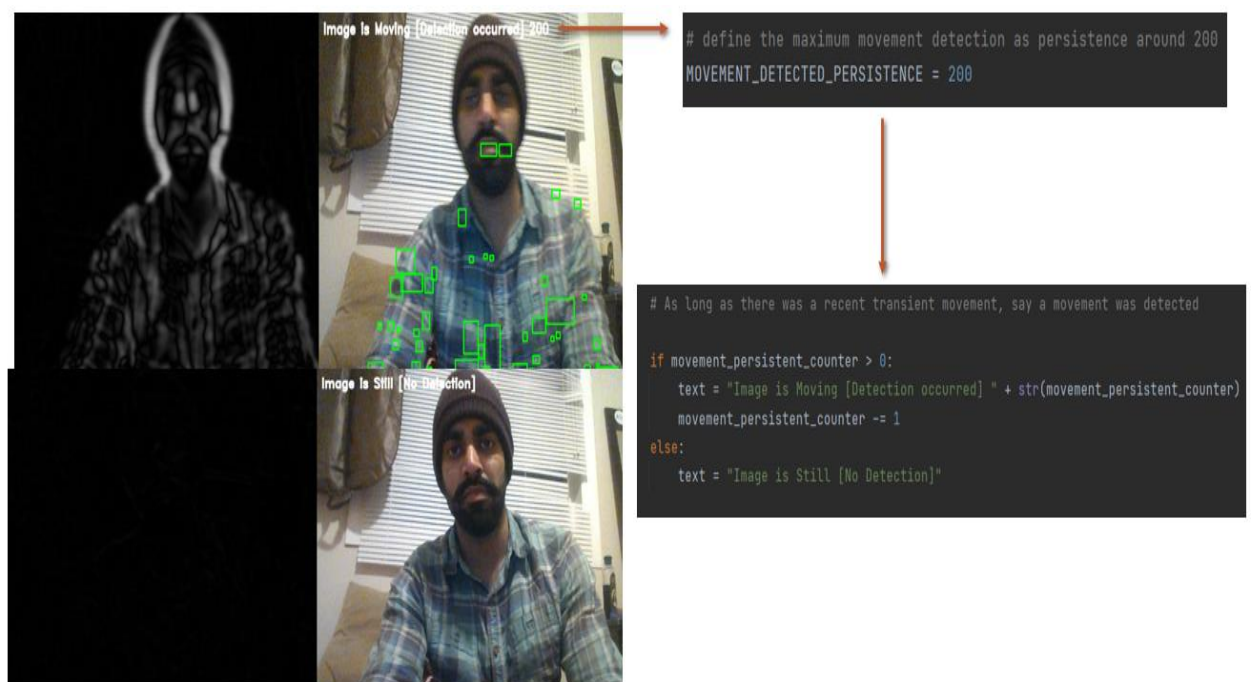 Image is Moving [Detection occurred] 200
# define the maximum movement detection as persistence around 200
MOVEMENT_DETECTED_PERSISTENCE = 200
# As long as there was a recent transient movement, say a movement was detected
if movement_persistent_counter > 0:
text = "Image is Moving [Detection occurred] " + str(movement_persistent_counter)
movement_persistent_counter -= 1
else:
text = "Image is Still [No Detection]"
Image is Still [No Detection]